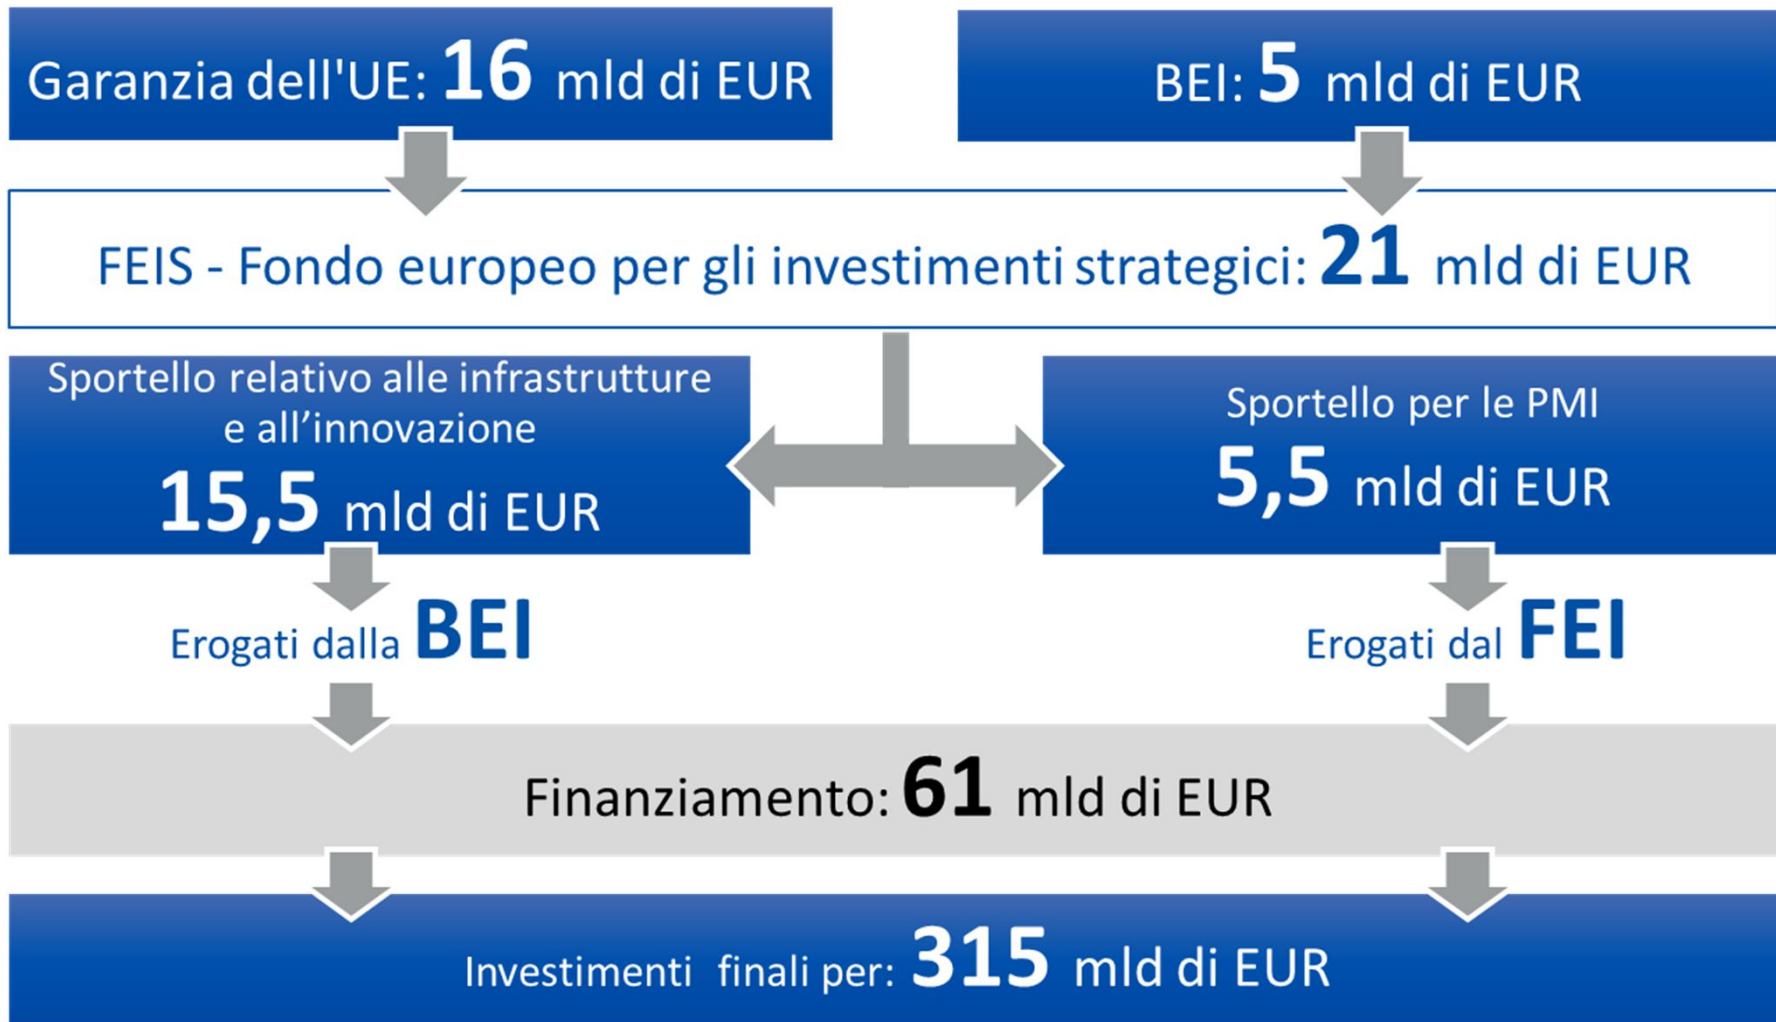 Garanzia dell'UE: 16 mld di EUR
BEI: 5 mld di EUR
FEIS - Fondo europeo per gli investimenti strategici: 21 mld di EUR
Sportello relativo alle infrastrutture
e all’innovazione
15,5 mld di EUR
Sportello per le PMI
5,5 mld di EUR
Erogati dalla BEI
Erogati dal FEI
Finanziamento: 61 mld di EUR
Investimenti finali per: 315 mld di EUR